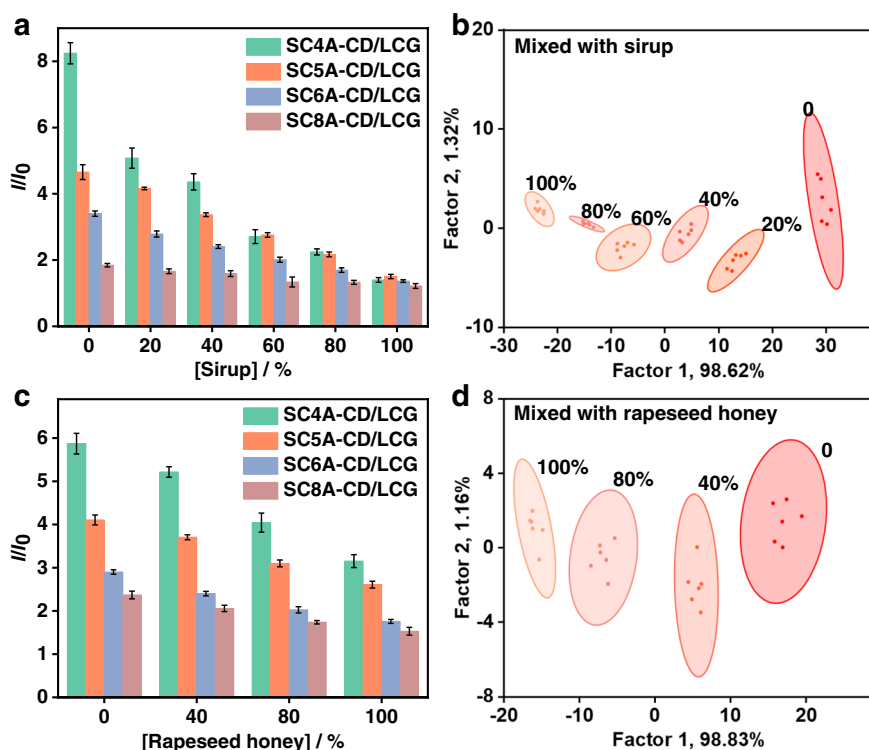 a
SC4A-CD/LCG
SC5A-CD/LCG
SC6A-CD/LCG
SC8A-CD/LCG
8
6
4
2
0
I/I0
0 20 40 60 80 100
[Sirup] / %
b
Mixed with sirup
20
10
0
-10
Factor 2, 1.32%
100%
80%
60%
40%
20%
0
-30 -20 -10 0 10 20 30
Factor 1, 98.62%
c
SC4A-CD/LCG
SC5A-CD/LCG
SC6A-CD/LCG
SC8A-CD/LCG
6
5
4
3
2
1
0
I/I0
0 40 80 100
[Rapeseed honey] / %
d
Mixed with rapeseed honey
8
4
0
-4
-8
Factor 2, 1.16%
100%
80%
40%
0
-20 -10 0 10 20
Factor 1, 98.83%